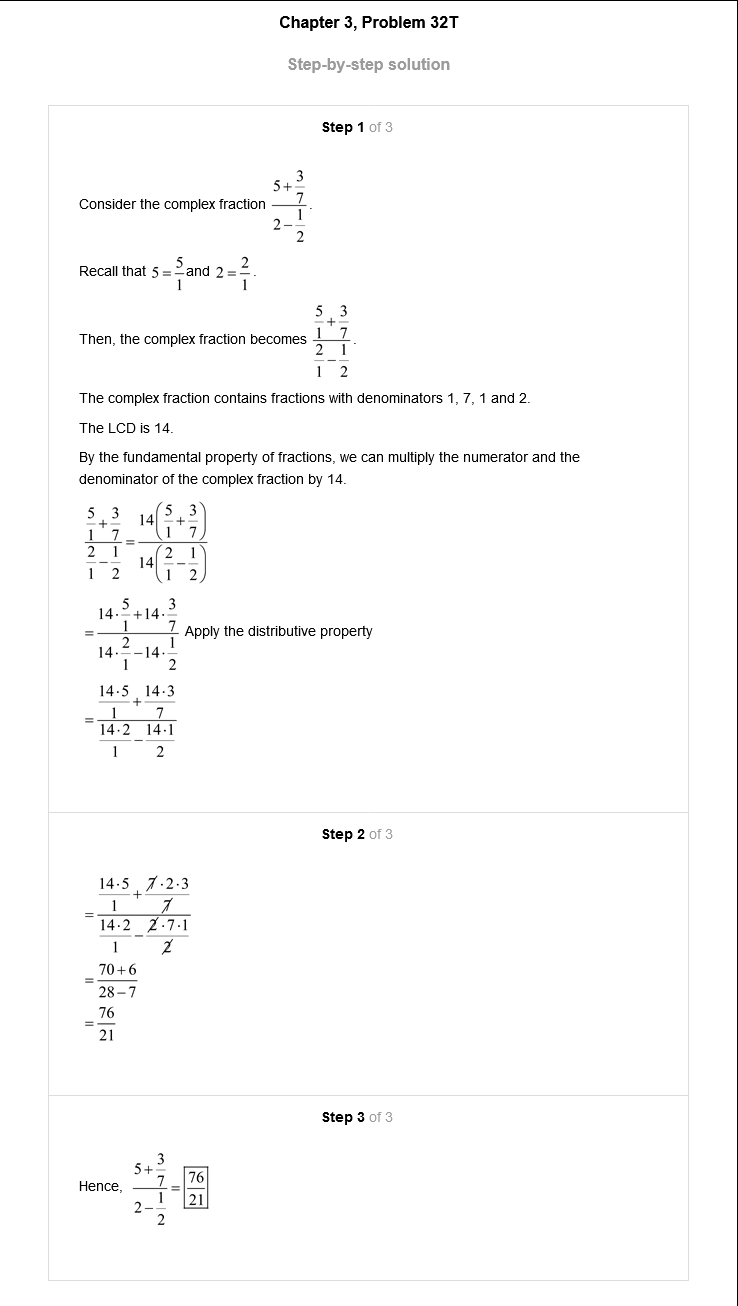 Chapter 3, Problem 32T
Step-by-step solution
Step 1 of 3
Consider the complex fraction \frac{5+\frac{3}{7}}{2-\frac{1}{2}}.
Recall that 5=\frac{5}{1} and 2=\frac{2}{1}.
Then, the complex fraction becomes \frac{\frac{5}{1}+\frac{3}{7}}{\frac{2}{1}-\frac{1}{2}}.
The complex fraction contains fractions with denominators 1, 7, 1 and 2.
The LCD is 14.
By the fundamental property of fractions, we can multiply the numerator and the
denominator of the complex fraction by 14.
\frac{\frac{5}{1}+\frac{3}{7}}{\frac{2}{1}-\frac{1}{2}}=\frac{14\left(\frac{5}{1}+\frac{3}{7}\right)}{14\left(\frac{2}{1}-\frac{1}{2}\right)}
=\frac{14\cdot\frac{5}{1}+14\cdot\frac{3}{7}}{14\cdot\frac{2}{1}-14\cdot\frac{1}{2}} Apply the distributive property
=\frac{\frac{14\cdot5}{1}+\frac{14\cdot3}{7}}{\frac{14\cdot2}{1}-\frac{14\cdot1}{2}}
Step 2 of 3
=\frac{\frac{14\cdot5}{1}+\frac{\cancel{7}\cdot2\cdot3}{\cancel{7}}}{\frac{14\cdot2}{1}-\frac{\cancel{2}\cdot7\cdot1}{\cancel{2}}}
=\frac{70+6}{28-7}
=\frac{76}{21}
Step 3 of 3
Hence, \frac{5+\frac{3}{7}}{2-\frac{1}{2}}=\boxed{\frac{76}{21}}